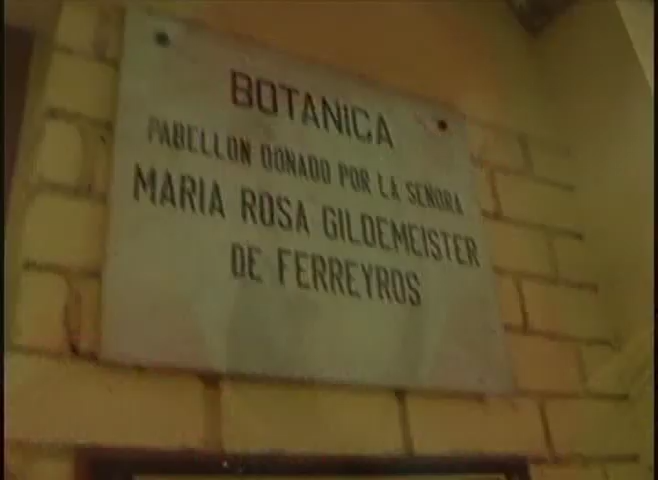 BOTANiCA
PABELLON DONADO POR LA SEÑORA
MARIA ROSA GILDEMEISTER
DE FERREYROS